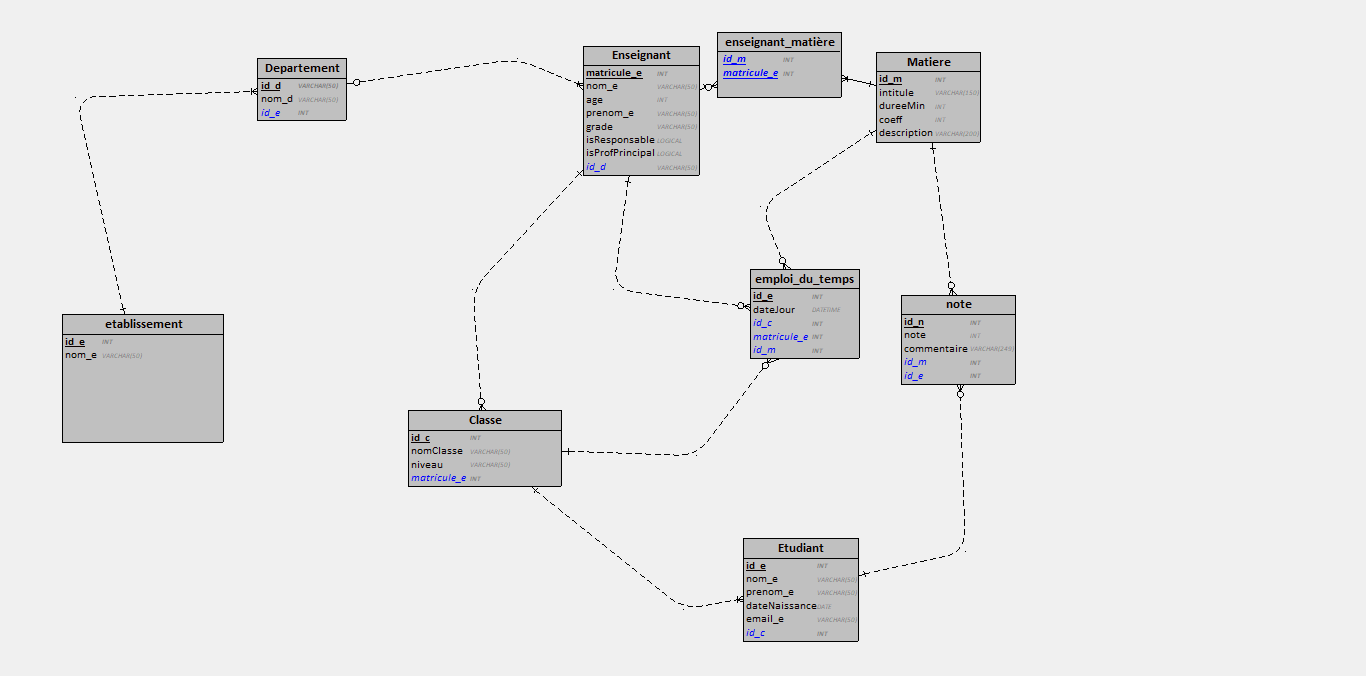 Departement
id_d VARCHAR(50)
nom_d VARCHAR(50)
id_e INT
Enseignant
matricule_e INT
nom_e VARCHAR(50)
age INT
prenom_e VARCHAR(50)
grade VARCHAR(50)
isResponsable LOGICAL
isProfPrincipal LOGICAL
id_d VARCHAR(50)
enseignant_matière
id_m INT
matricule_e INT
Matiere
id_m INT
intitule VARCHAR(150)
dureeMin INT
coeff INT
description VARCHAR(200)
etablissement
id_e INT
nom_e VARCHAR(50)
emploi_du_temps
id_e INT
dateJour DATETIME
id_c INT
matricule_e INT
id_m INT
note
id_n INT
note INT
commentaire VARCHAR(249)
id_m INT
id_e INT
Classe
id_c INT
nomClasse VARCHAR(50)
niveau VARCHAR(50)
matricule_e INT
Etudiant
id_e INT
nom_e VARCHAR(50)
prenom_e VARCHAR(50)
dateNaissance DATE
email_e VARCHAR(50)
id_c INT